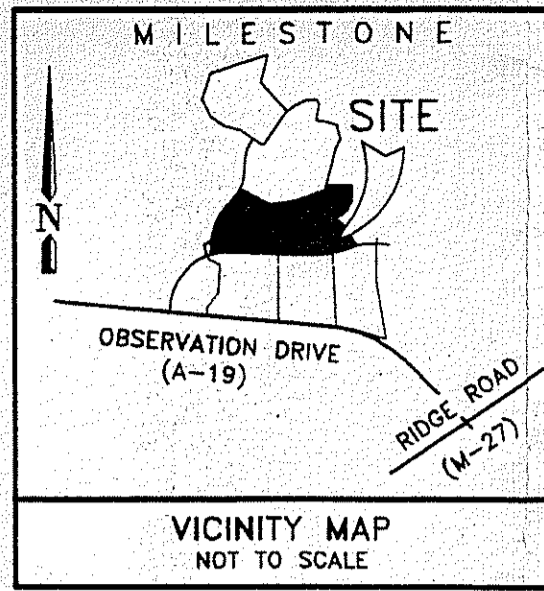 MILESTONE
SITE
N
OBSERVATION DRIVE
(A-19)
RIDGE ROAD
(M-27)
VICINITY MAP
NOT TO SCALE